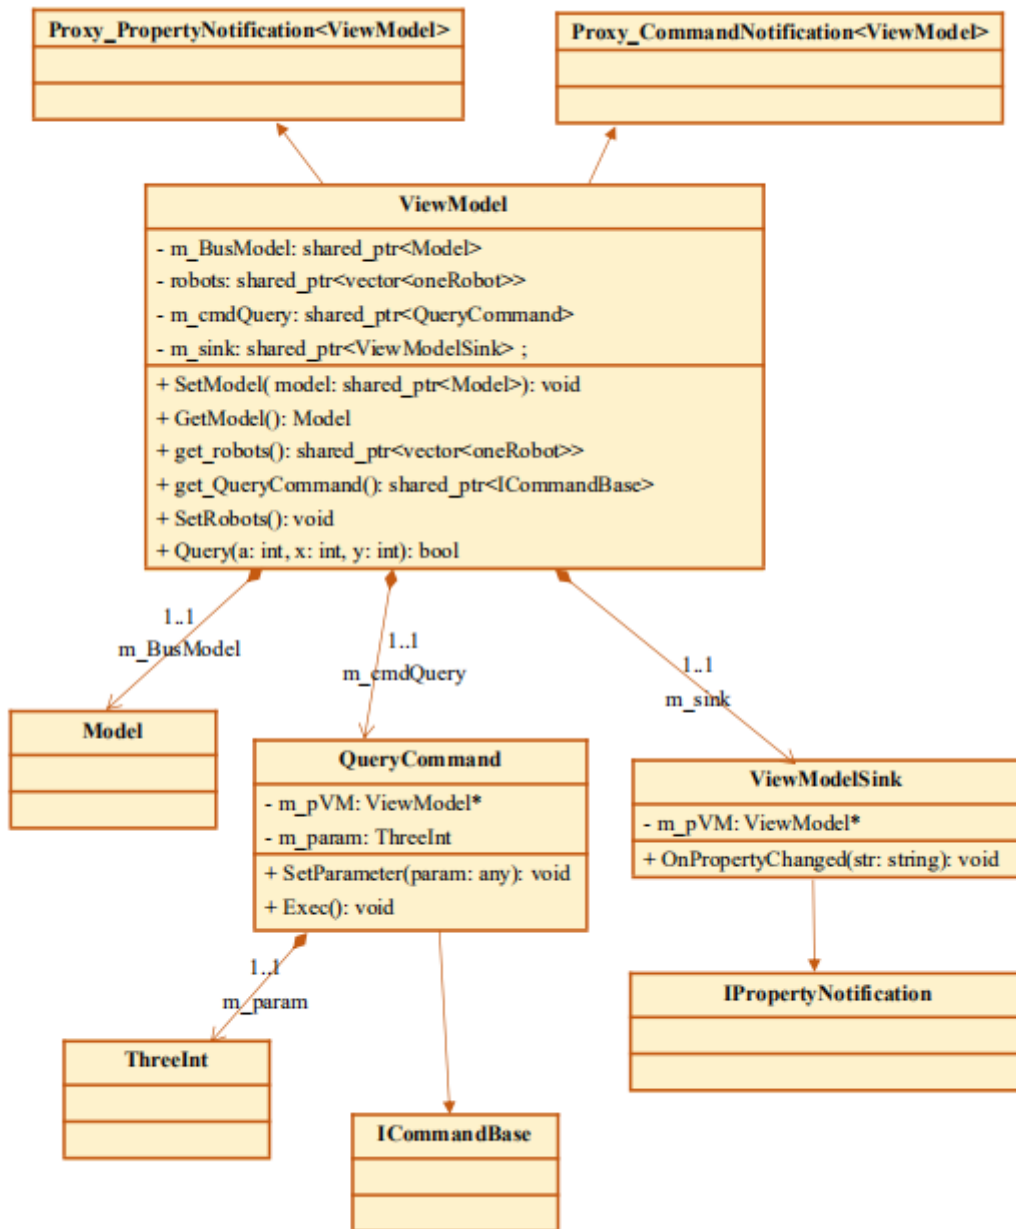 Proxy_PropertyNotification<ViewModel>
Proxy_CommandNotification<ViewModel>
ViewModel
- m_BusModel: shared_ptr<Model>
- robots: shared_ptr<vector<oneRobot>>
- m_cmdQuery: shared_ptr<QueryCommand>
- m_sink: shared_ptr<ViewModelSink> ;
+ SetModel( model: shared_ptr<Model>): void
+ GetModel(): Model
+ get_robots(): shared_ptr<vector<oneRobot>>
+ get_QueryCommand(): shared_ptr<ICommandBase>
+ SetRobots(): void
+ Query(a: int, x: int, y: int): bool
1..1
m_BusModel
1..1
m_cmdQuery
1..1
m_sink
Model
QueryCommand
- m_pVM: ViewModel*
- m_param: ThreeInt
+ SetParameter(param: any): void
+ Exec(): void
ViewModelSink
- m_pVM: ViewModel*
+ OnPropertyChanged(str: string): void
1..1
m_param
IPropertyNotification
ThreeInt
ICommandBase